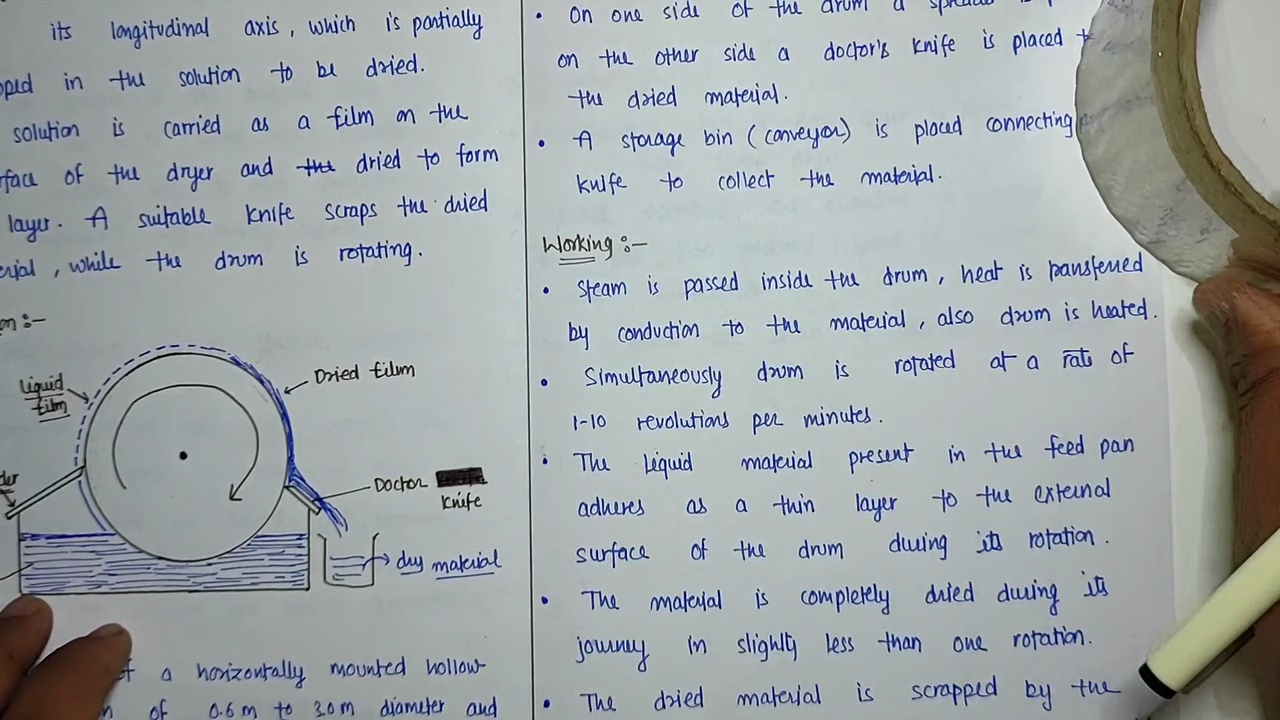 its longitudinal axis, which is partially
in the solution to be dried.
solution is carried as a film on the
of the dryer and the dried to form
layer. A suitable knife scraps the dried
, while the drum is rotating.
:-
Liquid
film
Dried film
Doctor
knife
dry material
a horizontally mounted hollow
of 0.6m to 3.0m diameter and
• On one side of the drum a
on the other side a doctor's knife is placed
the dried material.
• A storage bin (conveyor) is placed connecting
knife to collect the material.
Working :-
• Steam is passed inside the drum, heat is transferred
by conduction to the material, also drum is heated.
• Simultaneously drum is rotated at a rate of
1-10 revolutions per minutes.
• The liquid material present in the feed pan
adheres as a thin layer to the external
surface of the drum during its rotation.
• The material is completely dried during its
journey in slightly less than one rotation.
• The dried material is scrapped by the